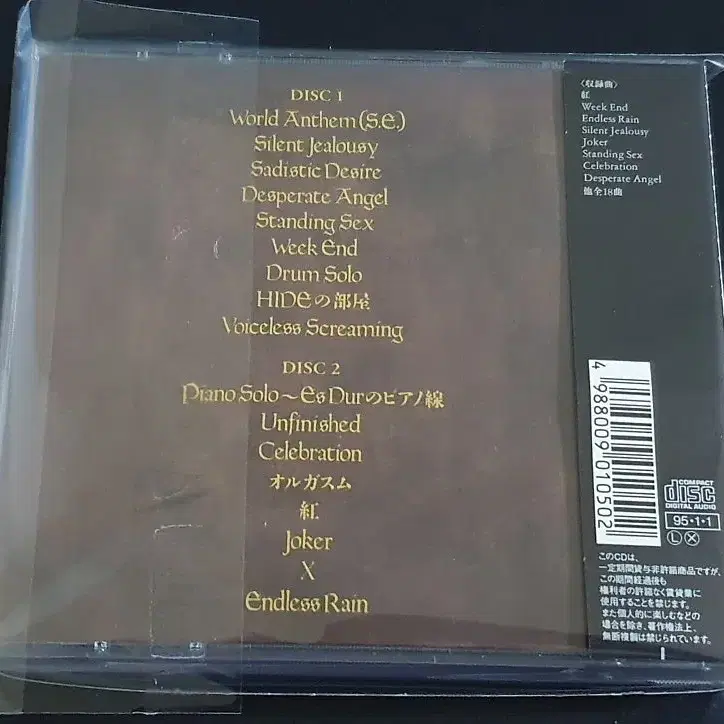 DISC 1
World Anthem (S.E.)
Silent Jealousy
Sadistic Desire
Desperate Angel
Standing Sex
Week End
Drum Solo
HIDEの部屋
Voiceless Screaming
DISC 2
Piano Solo～Es Durのピアノ線
Unfinished
Celebration
オルガスム
紅
Joker
X
Endless Rain
〈収録曲〉
紅
Week End
Endless Rain
Silent Jealousy
Joker
Standing Sex
Celebration
Desperate Angel
他全18曲
4988009010502
COMPACT
disc
DIGITAL AUDIO
95・1・1
Ⓛ Ⓧ
このCDは、
一定期間貸与非許諾商品ですが、
この期間経過後も
権利者の許諾なく賃貸業に
使用することを禁じます。
また個人的に楽しむなどの
場合を除き、著作権法上、
無断複製は禁じられています。